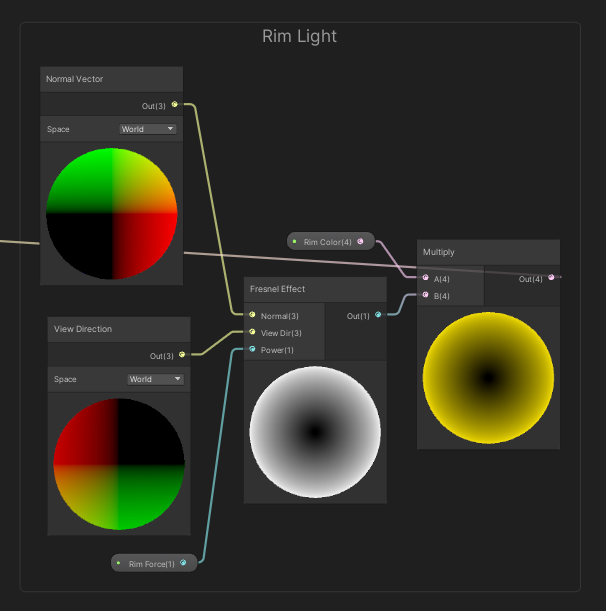 Rim Light
Normal Vector
Out(3)
Space World
Rim Color(4)
Multiply
A(4) Out(4)
B(4)
Fresnel Effect
Normal(3) Out(1)
View Dir(3)
Power(1)
View Direction
Out(3)
Space World
Rim Force(1)